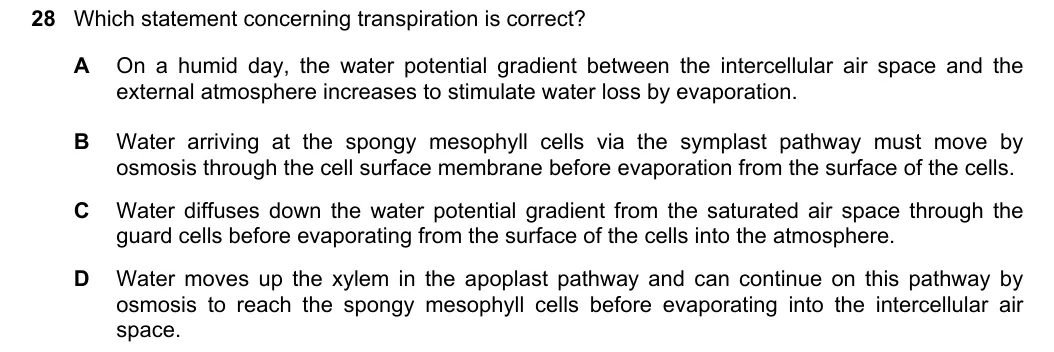 28 Which statement concerning transpiration is correct?
A On a humid day, the water potential gradient between the intercellular air space and the
external atmosphere increases to stimulate water loss by evaporation.
B Water arriving at the spongy mesophyll cells via the symplast pathway must move by
osmosis through the cell surface membrane before evaporation from the surface of the cells.
C Water diffuses down the water potential gradient from the saturated air space through the
guard cells before evaporating from the surface of the cells into the atmosphere.
D Water moves up the xylem in the apoplast pathway and can continue on this pathway by
osmosis to reach the spongy mesophyll cells before evaporating into the intercellular air
space.